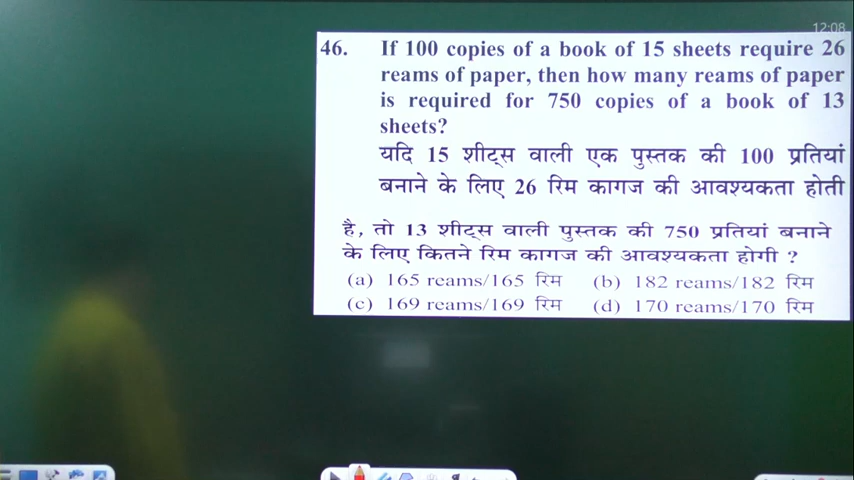 12:08
46. If 100 copies of a book of 15 sheets require 26
reams of paper, then how many reams of paper
is required for 750 copies of a book of 13
sheets?
यदि 15 शीट्स वाली एक पुस्तक की 100 प्रतियां
बनाने के लिए 26 रिम कागज की आवश्यकता होती
है, तो 13 शीट्स वाली पुस्तक की 750 प्रतियां बनाने
के लिए कितने रिम कागज की आवश्यकता होगी ?
(a) 165 reams/165 रिम (b) 182 reams/182 रिम
(c) 169 reams/169 रिम (d) 170 reams/170 रिम